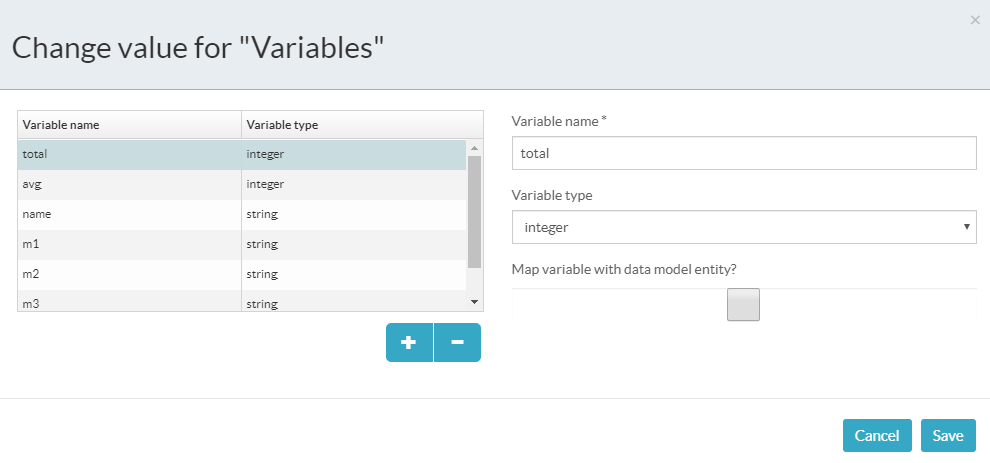 ×
Change value for "Variables"
Variable name Variable type
total integer
avg integer
name string
m1 string
m2 string
m3 string
+ −
Variable name *
total
Variable type
integer
Map variable with data model entity?
Cancel Save